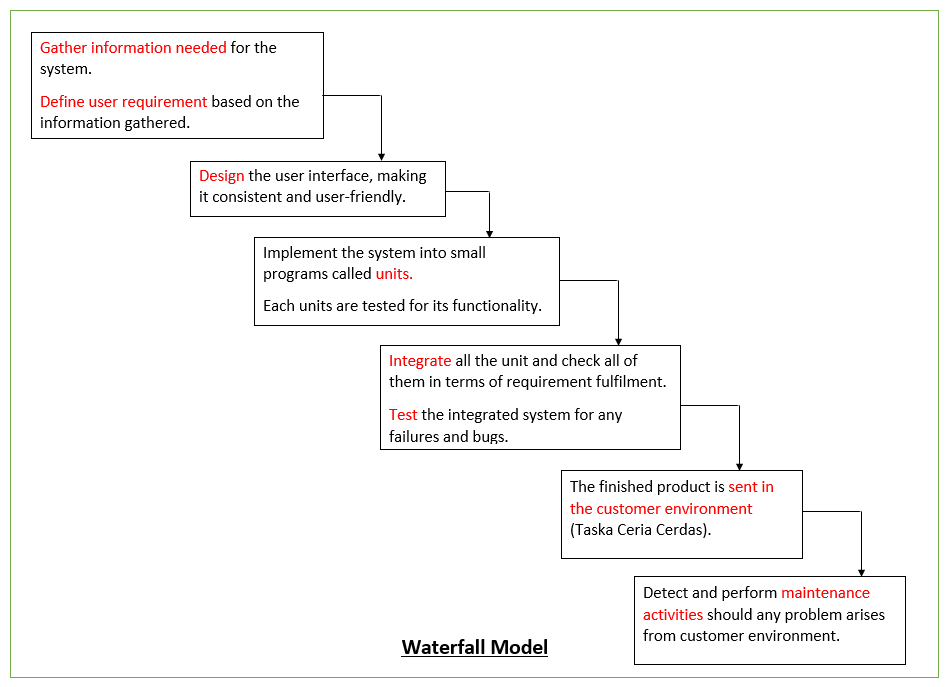 Gather information needed for the
system.
Define user requirement based on the
information gathered.
Design the user interface, making
it consistent and user-friendly.
Implement the system into small
programs called units.
Each units are tested for its functionality.
Integrate all the unit and check all of
them in terms of requirement fulfilment.
Test the integrated system for any
failures and bugs.
The finished product is sent in
the customer environment
(Taska Ceria Cerdas).
Detect and perform maintenance
activities should any problem arises
from customer environment.
Waterfall Model